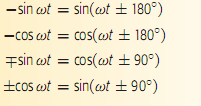 −sin ωt = sin(ωt ± 180°)
−cos ωt = cos(ωt ± 180°)
∓sin ωt = cos(ωt ± 90°)
±cos ωt = sin(ωt ± 90°)